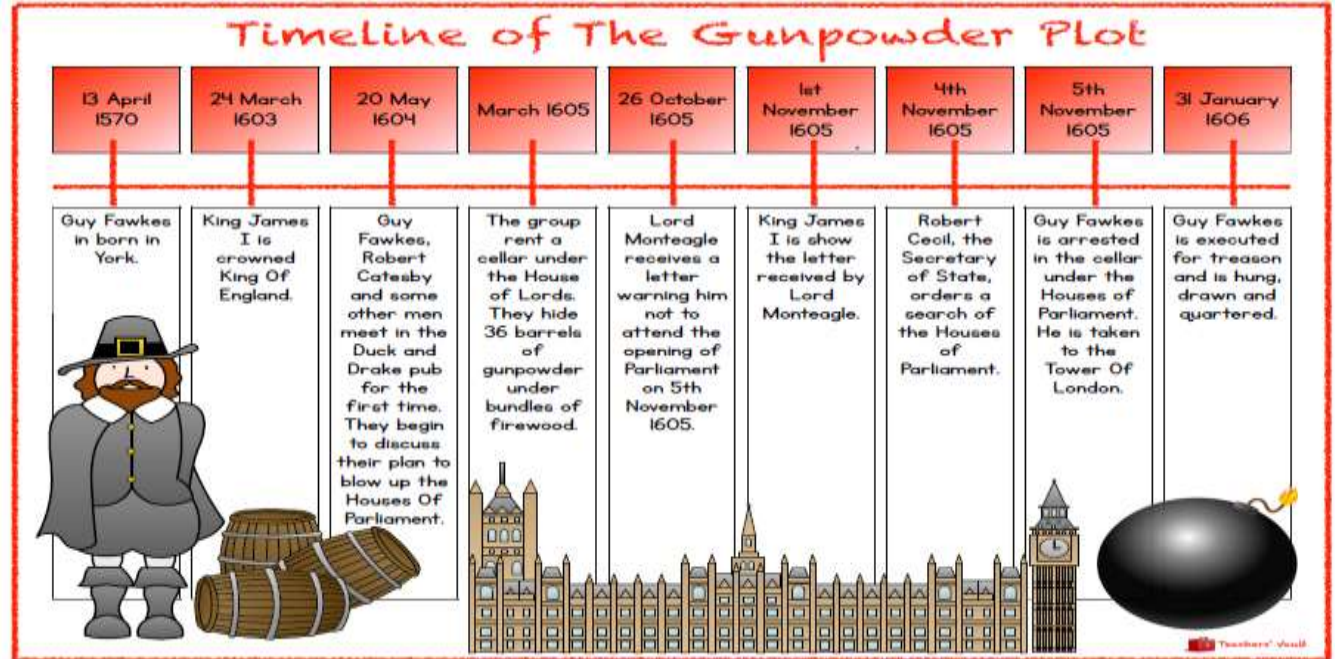 Timeline of The Gunpowder Plot
13 April
1570
24 March
1603
20 May
1604
March 1605
26 October
1605
1st
November
1605
4th
November
1605
5th
November
1605
31 January
1606
Guy Fawkes
in born in
York.
King James
I is
crowned
King Of
England.
Guy
Fawkes,
Robert
Catesby
and some
other men
meet in the
Duck and
Drake pub
for the
first time.
They begin
to discuss
their plan to
blow up the
Houses Of
Parliament.
The group
rent a
cellar under
the House
of Lords.
They hide
36 barrels
of
gunpowder
under
bundles of
firewood.
Lord
Monteagle
receives a
letter
warning him
not to
attend the
opening of
Parliament
on 5th
November
1605.
King James
I is show
the letter
received by
Lord
Monteagle.
Robert
Cecil, the
Secretary
of State,
orders a
search of
the Houses
of
Parliament.
Guy Fawkes
is arrested
in the cellar
under the
Houses of
Parliament.
He is taken
to the
Tower Of
London.
Guy Fawkes
is executed
for treason
and is hung,
drawn and
quartered.
Teachers' Vault